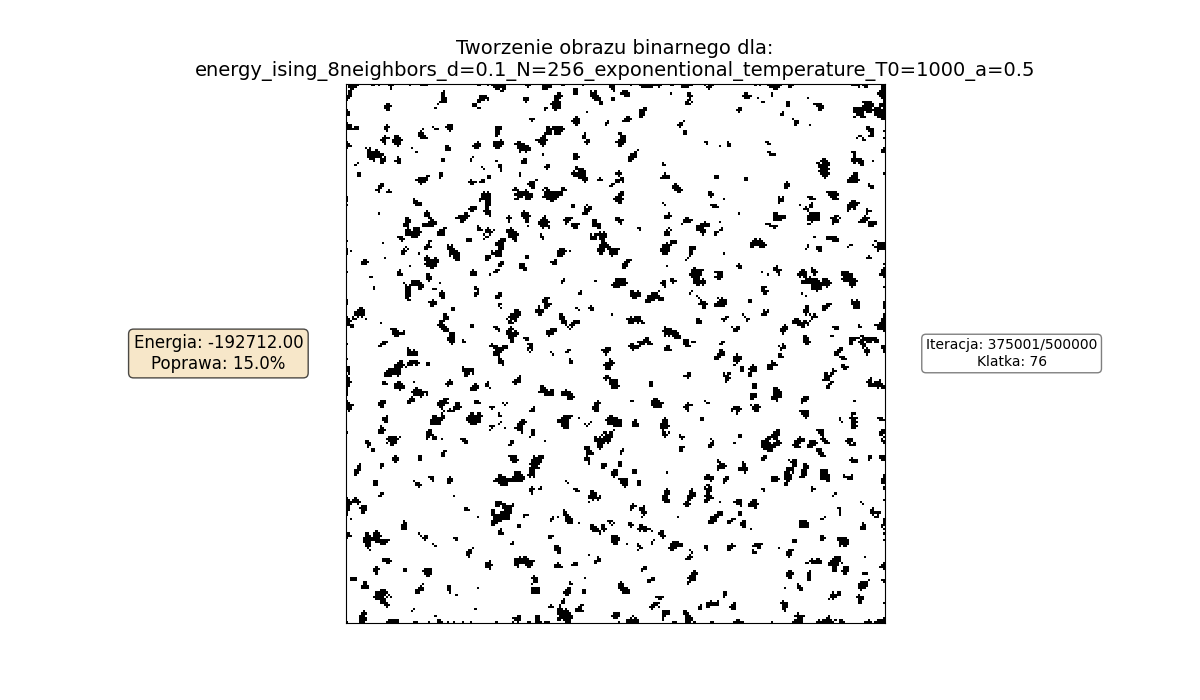 Tworzenie obrazu binarnego dla:
energy_ising_8neighbors_d=0.1_N=256_exponentional_temperature_T0=1000_a=0.5
Energia: -192712.00
Poprawa: 15.0%
Iteracja: 375001/500000
Klatka: 76